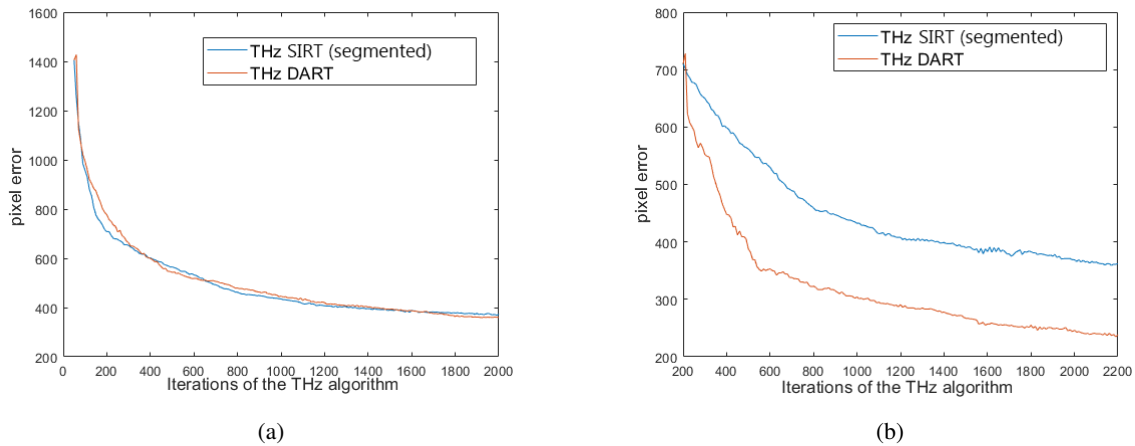 1600
1400
1200
1000
800
600
400
200
pixel error
THz SIRT (segmented)
THz DART
0 200 400 600 800 1000 1200 1400 1600 1800 2000
Iterations of the THz algorithm
(a)
800
700
600
500
400
300
200
pixel error
THz SIRT (segmented)
THz DART
200 400 600 800 1000 1200 1400 1600 1800 2000 2200
Iterations of the THz algorithm
(b)